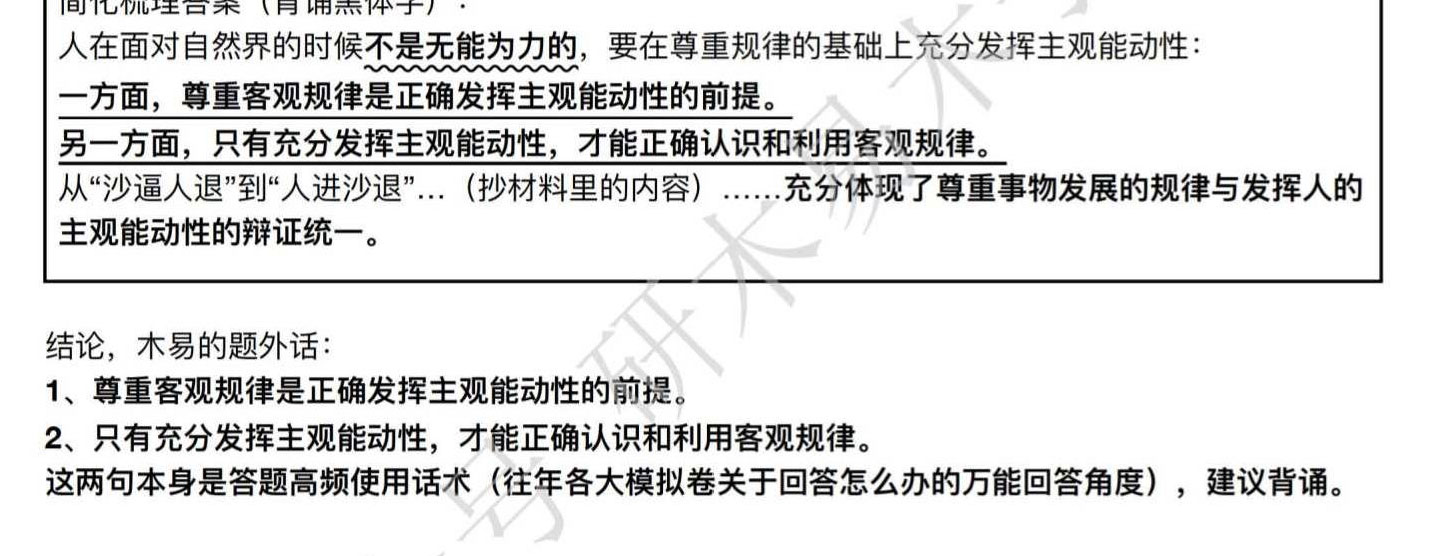 简化梳理答案（背诵黑体字）：
人在面对自然界的时候不是无能为力的，要在尊重规律的基础上充分发挥主观能动性：
一方面，尊重客观规律是正确发挥主观能动性的前提。
另一方面，只有充分发挥主观能动性，才能正确认识和利用客观规律。
从“沙逼人退”到“人进沙退”…（抄材料里的内容）……充分体现了尊重事物发展的规律与发挥人的
主观能动性的辩证统一。
结论，木易的题外话：
1、尊重客观规律是正确发挥主观能动性的前提。
2、只有充分发挥主观能动性，才能正确认识和利用客观规律。
这两句本身是答题高频使用话术（往年各大模拟卷关于回答怎么办的万能回答角度），建议背诵。
号 研木易木